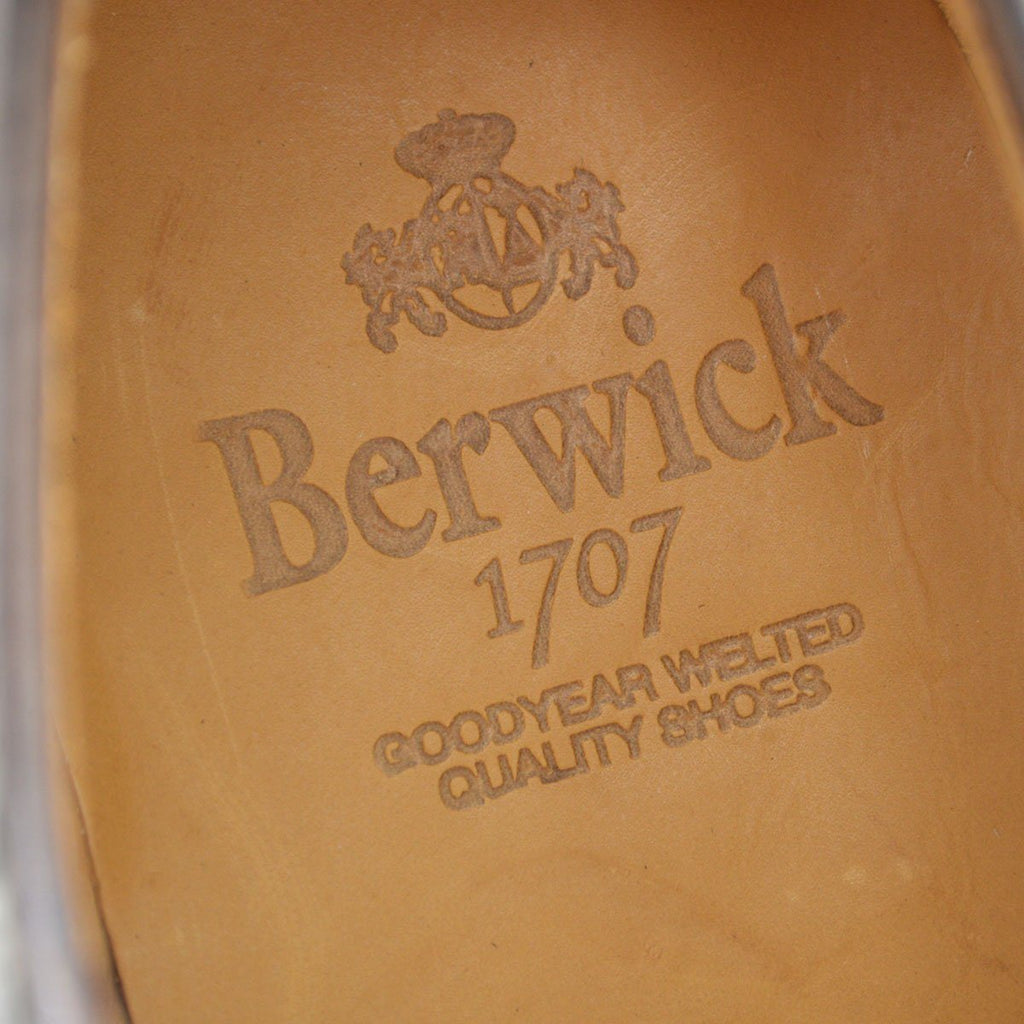 Berwick
1707
GOODYEAR WELTED
QUALITY SHOES